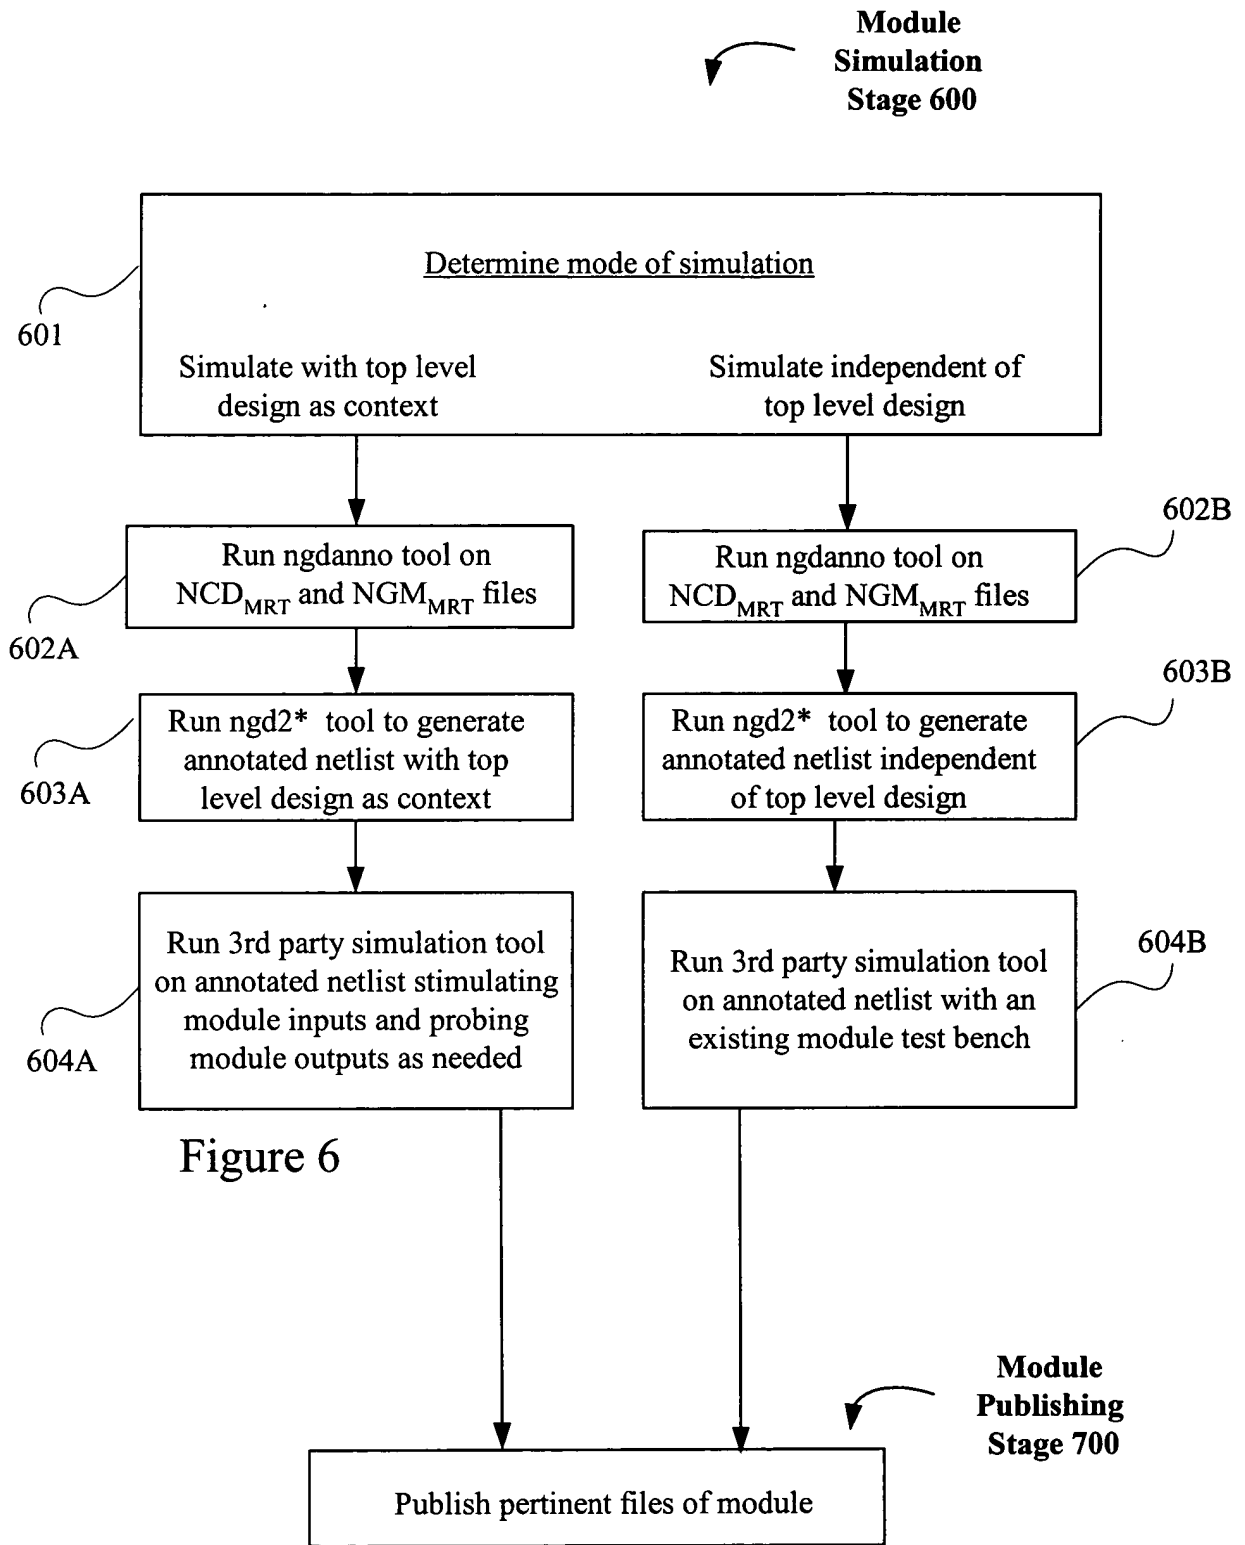 Module
Simulation
Stage 600
Determine mode of simulation
601
Simulate with top level
design as context
Simulate independent of
top level design
Run ngdanno tool on
NCD_MRT and NGM_MRT files
602A
Run ngdanno tool on
NCD_MRT and NGM_MRT files
602B
Run ngd2* tool to generate
annotated netlist with top
level design as context
603A
Run ngd2* tool to generate
annotated netlist independent
of top level design
603B
Run 3rd party simulation tool
on annotated netlist stimulating
module inputs and probing
module outputs as needed
604A
Run 3rd party simulation tool
on annotated netlist with an
existing module test bench
604B
Figure 6
Module
Publishing
Stage 700
Publish pertinent files of module